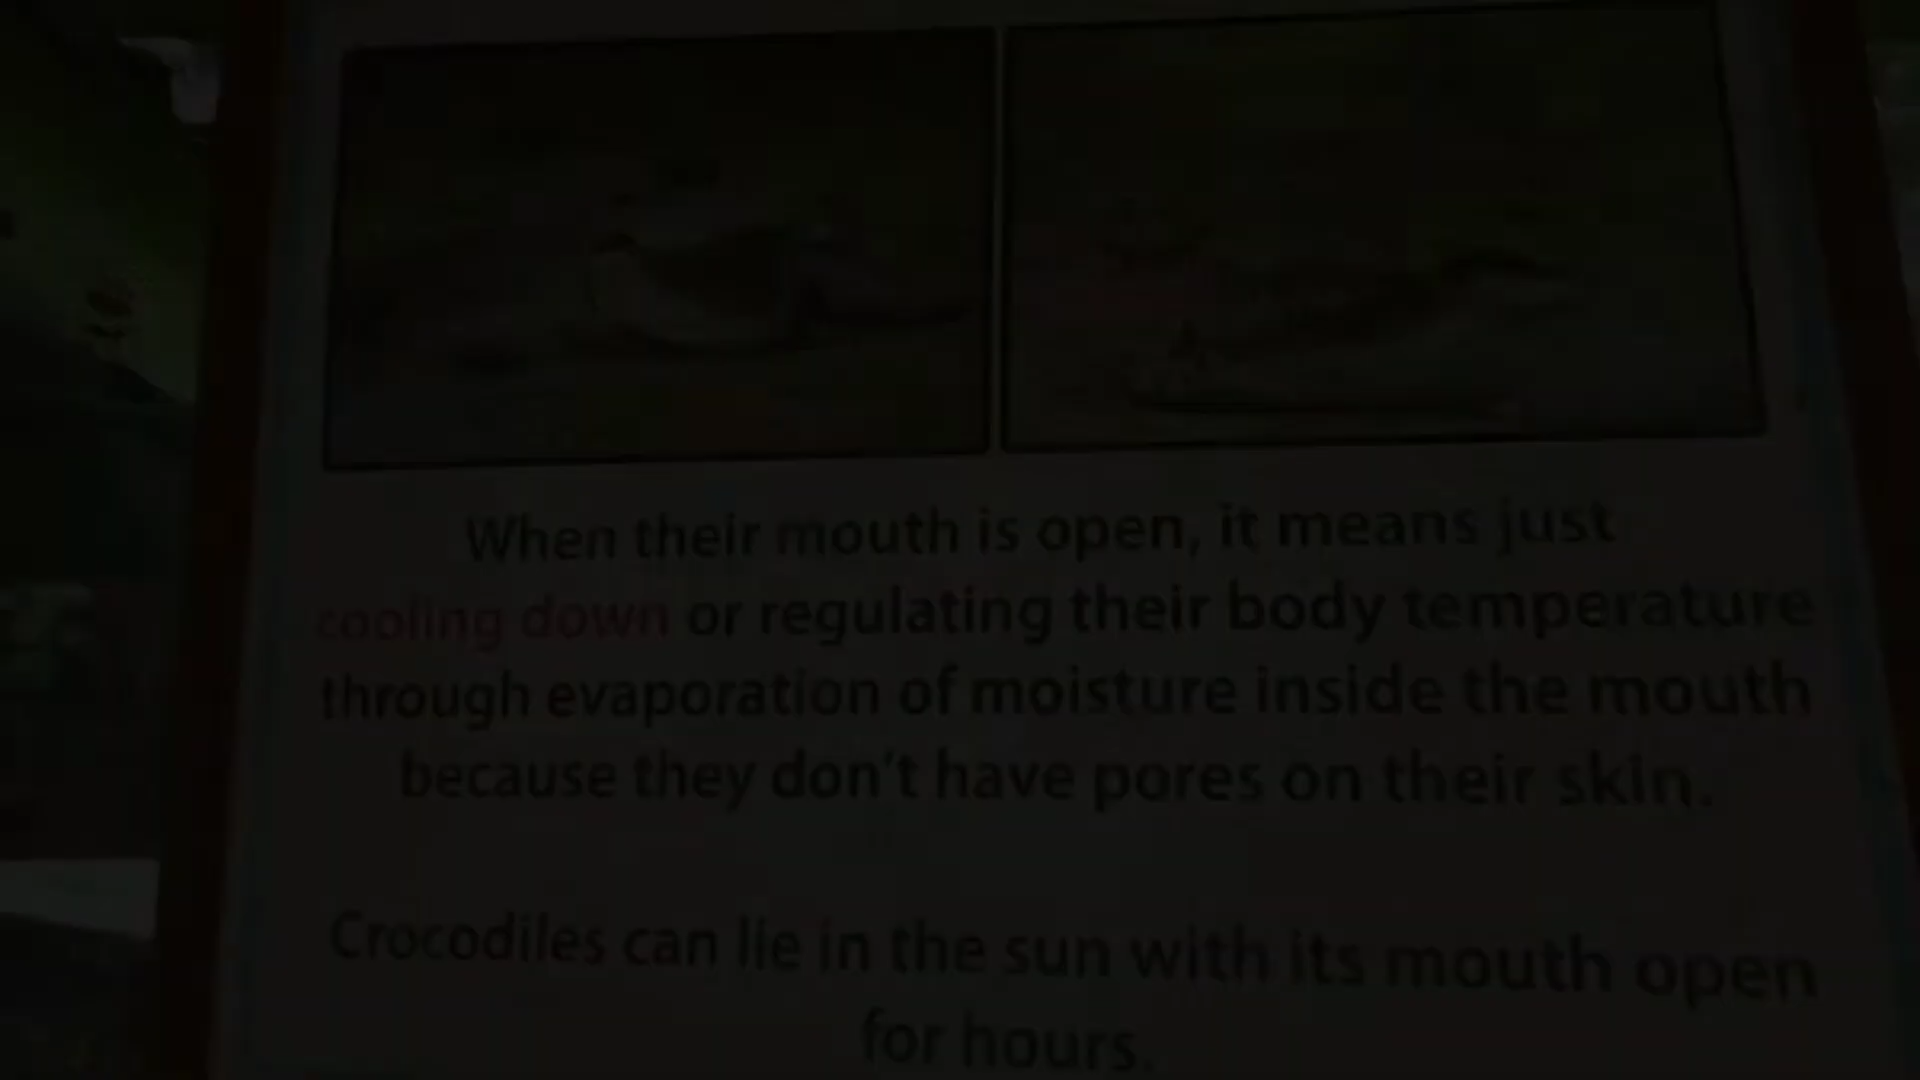 When their mouth is open, it means just
cooling down or regulating their body temperature
through evaporation of moisture inside the mouth
because they don't have pores on their skin.
Crocodiles can lie in the sun with its mouth open
for hours.